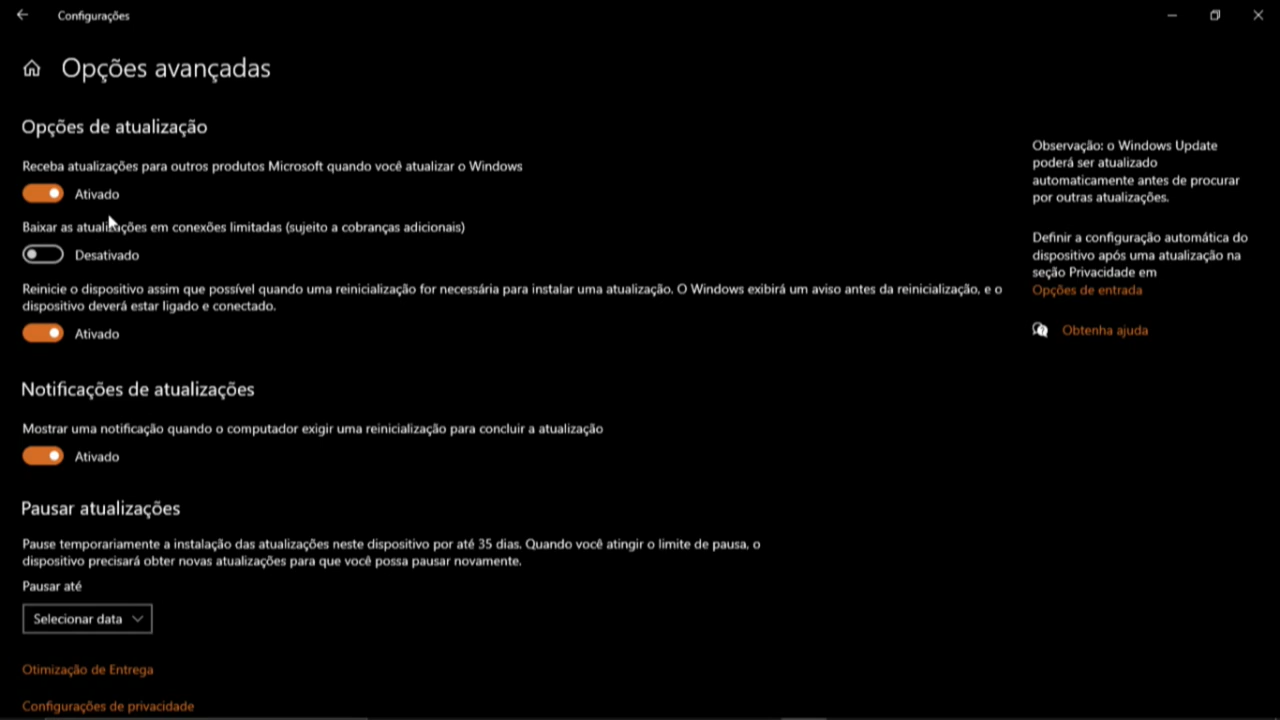 Configurações
Opções avançadas
Opções de atualização
Receba atualizações para outros produtos Microsoft quando você atualizar o Windows
Ativado
Baixar as atualizações em conexões limitadas (sujeito a cobranças adicionais)
Desativado
Reinicie o dispositivo assim que possível quando uma reinicialização for necessária para instalar uma atualização. O Windows exibirá um aviso antes da reinicialização, e o
dispositivo deverá estar ligado e conectado.
Ativado
Notificações de atualizações
Mostrar uma notificação quando o computador exigir uma reinicialização para concluir a atualização
Ativado
Pausar atualizações
Pause temporariamente a instalação das atualizações neste dispositivo por até 35 dias. Quando você atingir o limite de pausa, o
dispositivo precisará obter novas atualizações para que você possa pausar novamente.
Pausar até
Selecionar data
Otimização de Entrega
Configurações de privacidade
Observação: o Windows Update
poderá ser atualizado
automaticamente antes de procurar
por outras atualizações.
Definir a configuração automática do
dispositivo após uma atualização na
seção Privacidade em
Opções de entrada
Obtenha ajuda